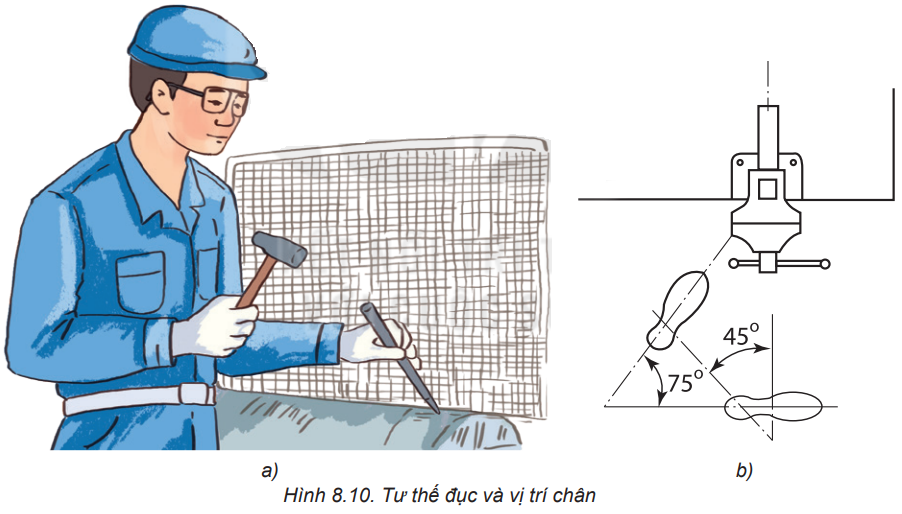 45°
75°
a)
b)
Hình 8.10. Tư thế đục và vị trí chân